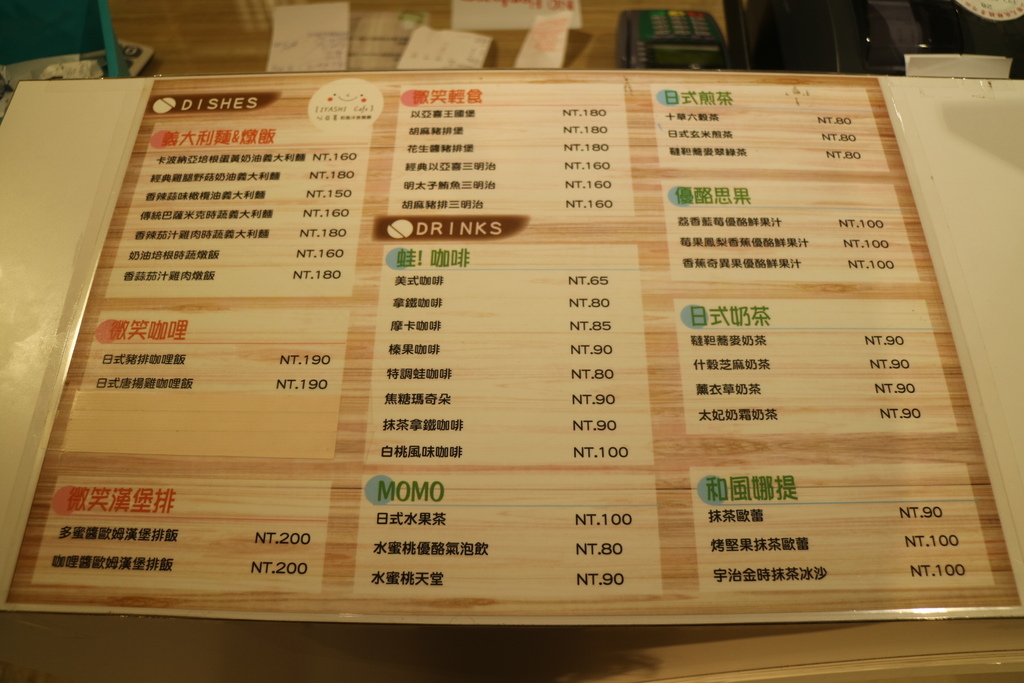 DISHES
[IYASHI Cafe]
義大利麵&燉飯
卡波納亞培根蛋黃奶油義大利麵 NT.160
經典雞腿野菇奶油義大利麵 NT.180
香辣蒜味橄欖油義大利麵 NT.150
傳統巴薩米克時蔬義大利麵 NT.160
香辣茄汁雞肉時蔬義大利麵 NT.180
奶油培根時蔬燉飯 NT.160
香蒜茄汁雞肉燉飯 NT.180
微笑咖哩
日式豬排咖哩飯 NT.190
日式唐揚雞咖哩飯 NT.190
微笑漢堡排
多蜜醬歐姆漢堡排飯 NT.200
咖哩醬歐姆漢堡排飯 NT.200
微笑輕食
以亞喜王國堡 NT.180
胡麻豬排堡 NT.180
花生醬豬排堡 NT.180
經典以亞喜三明治 NT.160
明太子鮪魚三明治 NT.160
胡麻豬排三明治 NT.160
DRINKS
蛙!咖啡
美式咖啡 NT.65
拿鐵咖啡 NT.80
摩卡咖啡 NT.85
榛果咖啡 NT.90
特調蛙咖啡 NT.80
焦糖瑪奇朵 NT.90
抹茶拿鐵咖啡 NT.90
白桃風味咖啡 NT.100
MOMO
日式水果茶 NT.100
水蜜桃優酪氣泡飲 NT.80
水蜜桃天堂 NT.90
日式煎茶
十草六穀茶 NT.80
日式玄米煎茶 NT.80
韃靼蕎麥翠綠茶 NT.80
優酪思果
荔香藍莓優酪鮮果汁 NT.100
莓果鳳梨香蕉優酪鮮果汁 NT.100
香蕉奇異果優酪鮮果汁 NT.100
日式奶茶
韃靼蕎麥奶茶 NT.90
什穀芝麻奶茶 NT.90
薰衣草奶茶 NT.90
太妃奶霜奶茶 NT.90
和風娜提
抹茶歐蕾 NT.90
烤堅果抹茶歐蕾 NT.100
宇治金時抹茶冰沙 NT.100